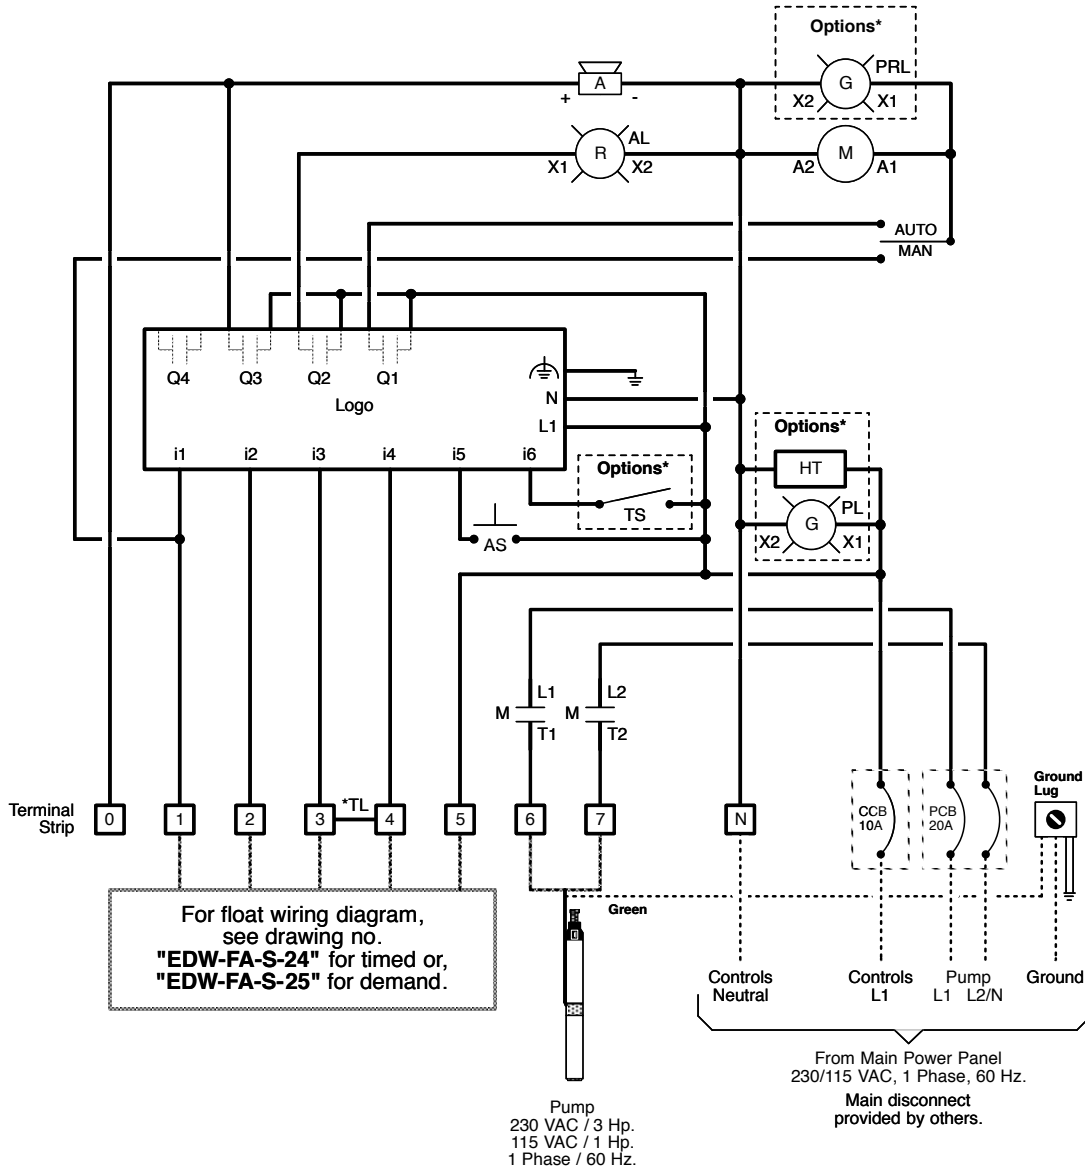 Options*
PRL
A
G
+
-
X2
X1
AL
R
M
X1
X2
A2
A1
AUTO
MAN
Q4
Q3
Q2
Q1
Logo
N
L1
i1
i2
i3
i4
i5
i6
Options*
TS
AS
Options*
HT
PL
G
X2
X1
L1
L2
M
M
T1
T2
Terminal
Strip
0
1
2
3
*TL
4
5
6
7
N
CCB
10A
PCB
20A
Ground
Lug
Green
For float wiring diagram,
see drawing no.
"EDW-FA-S-24" for timed or,
"EDW-FA-S-25" for demand.
Controls
Neutral
Controls
L1
Pump
L1 L2/N
Ground
From Main Power Panel
230/115 VAC, 1 Phase, 60 Hz.
Main disconnect
provided by others.
Pump
230 VAC / 3 Hp.
115 VAC / 1 Hp.
1 Phase / 60 Hz.